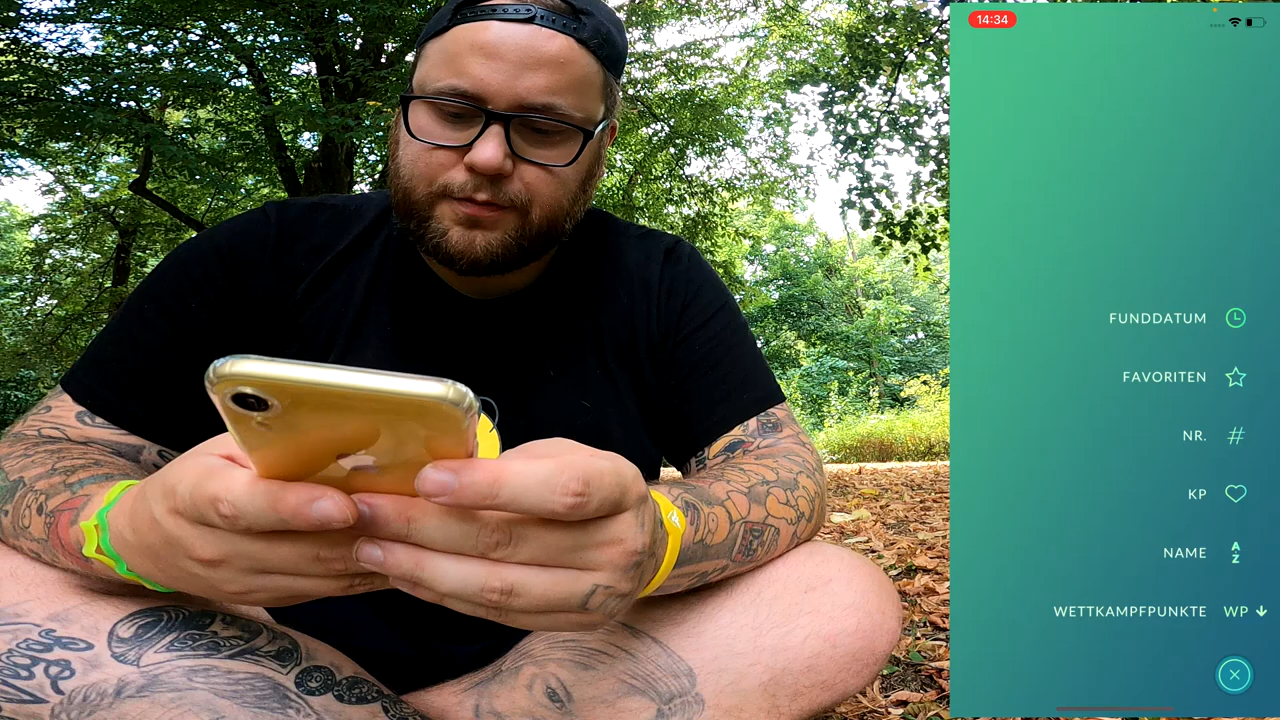 14:34
FUNDDATUM
FAVORITEN
NR. #
KP
NAME A Z
WETTKAMPFPUNKTE WP ↓